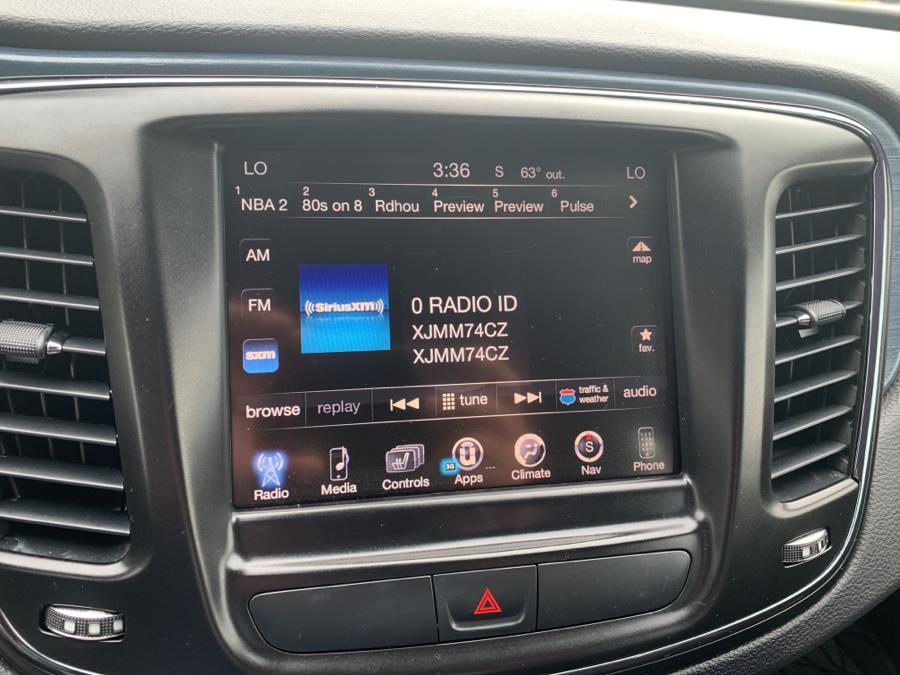 LO 3:36 S 63° out. LO
1 2 3 4 5 6
NBA 2 80s on 8 Rdhou Preview Preview Pulse
AM
map
FM
((SiriusXM))
0 RADIO ID
XJMM74CZ
XJMM74CZ
sxm
fav.
browse replay tune traffic & weather audio
Radio Media Controls 3G U Apps ... Climate S Nav Phone